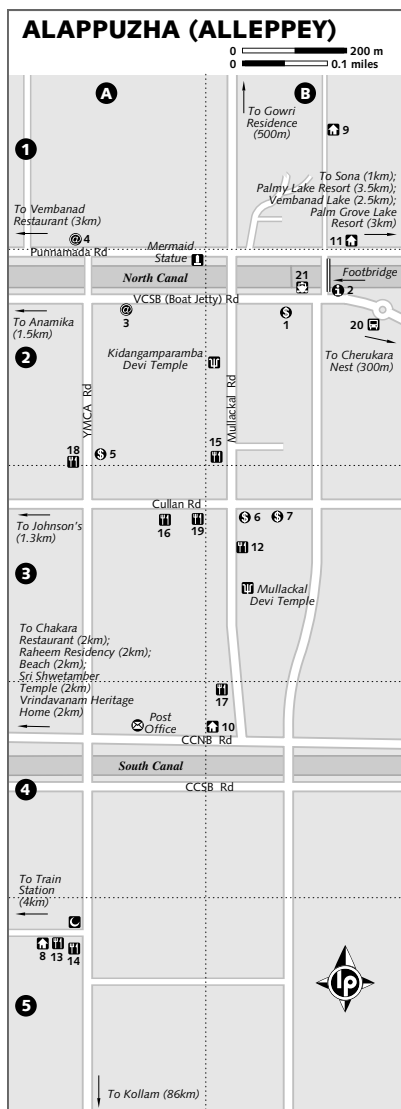 ALAPPUZHA (ALLEPPEY)
0 200 m
0 0.1 miles
A
B
To Gowri
Residence
(500m)
9
1
To Sona (1km);
Palmy Lake Resort (3.5km);
Vembanad Lake (2.5km);
Palm Grove Lake
Resort (3km)
To Vembanad
Restaurant (3km)
@ 4
11
Mermaid
Statue
Punnamada Rd
North Canal
21
Footbridge
i 2
VCSB (Boat Jetty) Rd
@
3
$
1
20
To Anamika
(1.5km)
To Cherukara
Nest (300m)
2
Kidangamparamba
Devi Temple
YMCA Rd
Mullackal Rd
18
$ 5
15
Cullan Rd
To Johnson's
(1.3km)
16
19
$ 6
$ 7
12
3
Mullackal
Devi Temple
To Chakara
Restaurant (2km);
Raheem Residency (2km);
Beach (2km);
Sri Shwetamber
Temple (2km)
Vrindavanam Heritage
Home (2km)
17
Post
Office
10
CCNB Rd
South Canal
CCSB Rd
4
To Train
Station
(4km)
8
13
14
lp
5
To Kollam (86km)